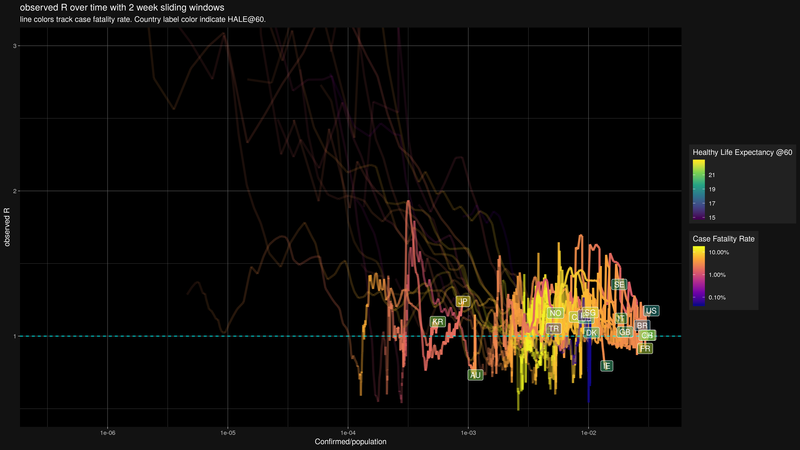 observed R over time with 2 week sliding windows
line colors track case fatality rate. Country label color indicate HALE@60.
3
2
1
observed R
SE
JP
US
NO
KR
BR
TR
DK
GB
CH
FR
IE
AU
1e-06
1e-05
1e-04
1e-03
1e-02
Confirmed/population
Healthy Life Expectancy @60
21
19
17
15
Case Fatality Rate
10.00%
1.00%
0.10%